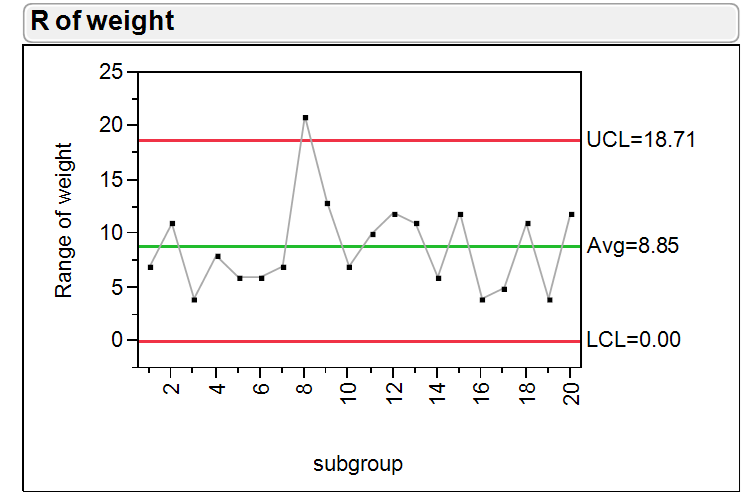 R of weight
25
20
15
10
5
0
Range of weight
UCL=18.71
Avg=8.85
LCL=0.00
2 4 6 8 10 12 14 16 18 20
subgroup